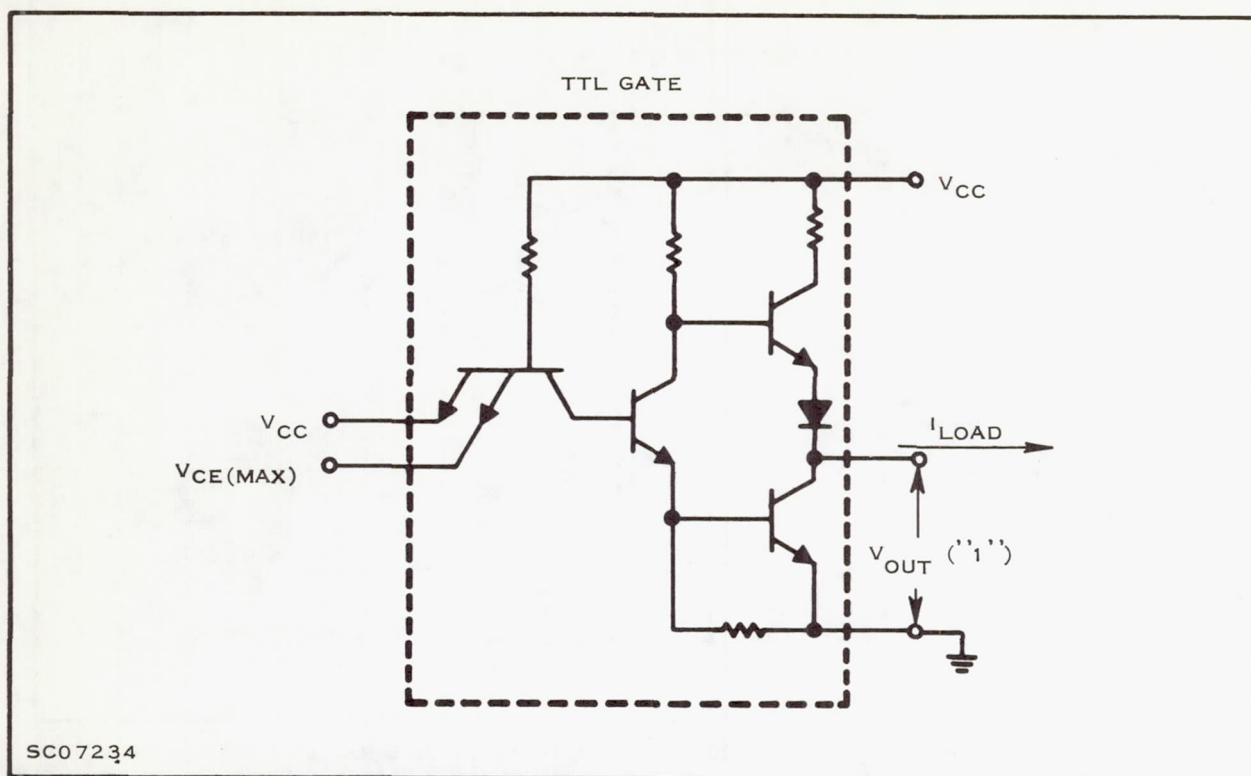 TTL GATE
VCC
VCC
VCE(MAX)
ILOAD
VOUT ("1")
SC07234